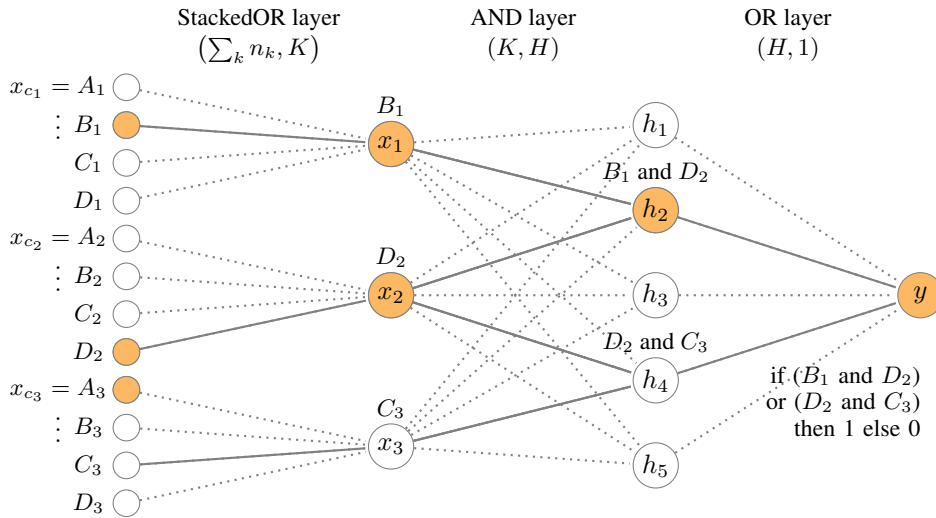 StackedOR layer
(∑_k n_k, K)
AND layer
(K, H)
OR layer
(H, 1)
x_{c_1} = A_1
⋮ B_1
C_1
D_1
x_{c_2} = A_2
⋮ B_2
C_2
D_2
x_{c_3} = A_3
⋮ B_3
C_3
D_3
B_1
x_1
D_2
x_2
C_3
x_3
h_1
B_1 and D_2
h_2
h_3
D_2 and C_3
h_4
h_5
y
if (B_1 and D_2)
or (D_2 and C_3)
then 1 else 0